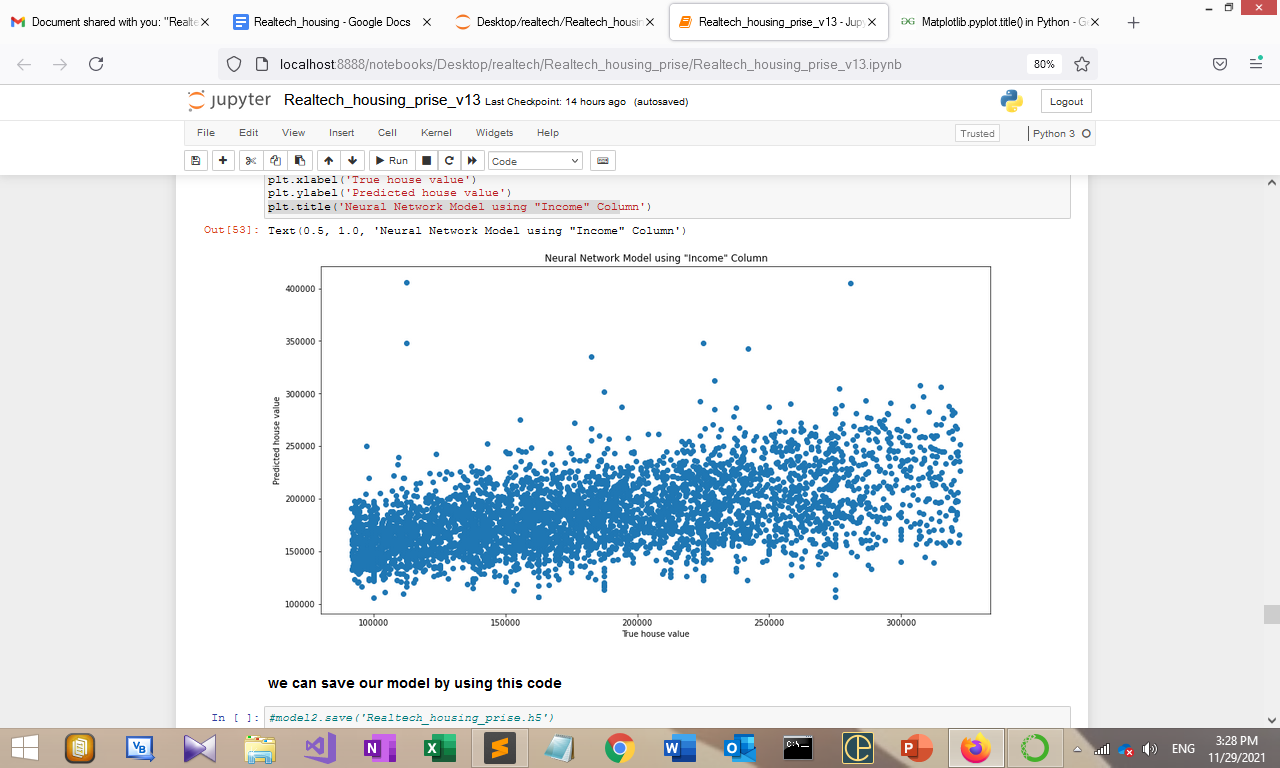 Document shared with you: "Realte
Realtech_housing - Google Docs
Desktop/realtech/Realtech_housin
Realtech_housing_prise_v13 - Jupy
Matplotlib.pyplot.title() in Python - G
localhost:8888/notebooks/Desktop/realtech/Realtech_housing_prise/Realtech_housing_prise_v13.ipynb
80%
jupyter Realtech_housing_prise_v13 Last Checkpoint: 14 hours ago (autosaved)
Logout
File Edit View Insert Cell Kernel Widgets Help
Trusted
Python 3
Run
Code
plt.xlabel('True house value')
plt.ylabel('Predicted house value')
plt.title('Neural Network Model using "Income" Column')
Out[53]: Text(0.5, 1.0, 'Neural Network Model using "Income" Column')
Neural Network Model using "Income" Column
400000
350000
300000
250000
200000
150000
100000
Predicted house value
100000 150000 200000 250000 300000
True house value
we can save our model by using this code
In [ ]: #model2.save('Realtech_housing_prise.h5')
ENG
3:28 PM
11/29/2021